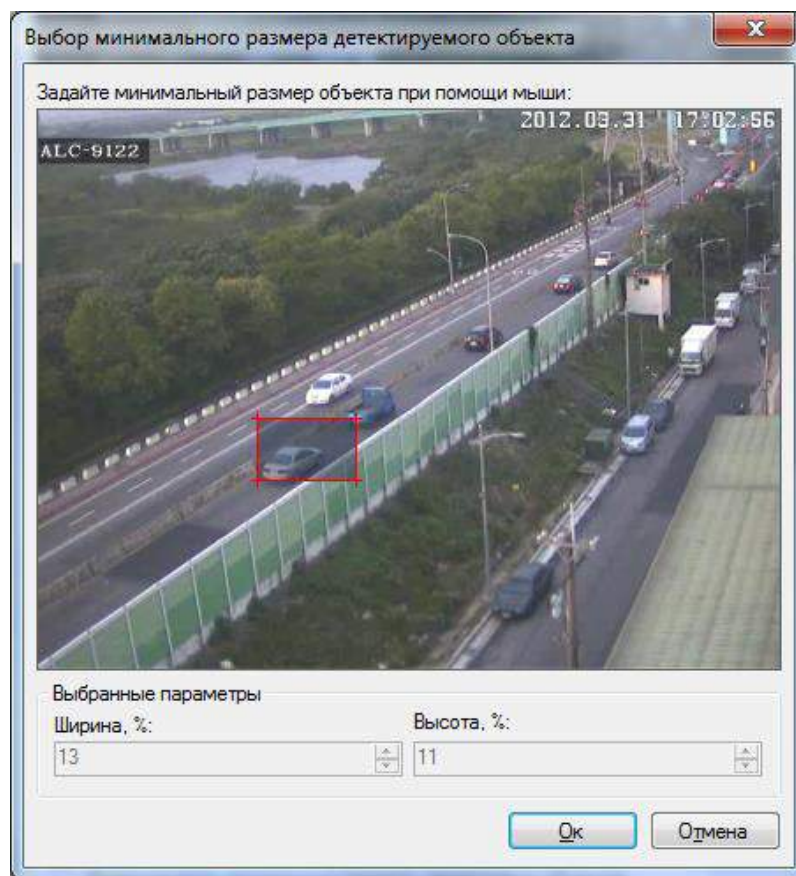 Выбор минимального размера детектируемого объекта
Задайте минимальный размер объекта при помощи мыши:
2012.03.31 17:02:56
ALC-9122
Выбранные параметры
Ширина, %: Высота, %:
13 11
Ок Отмена